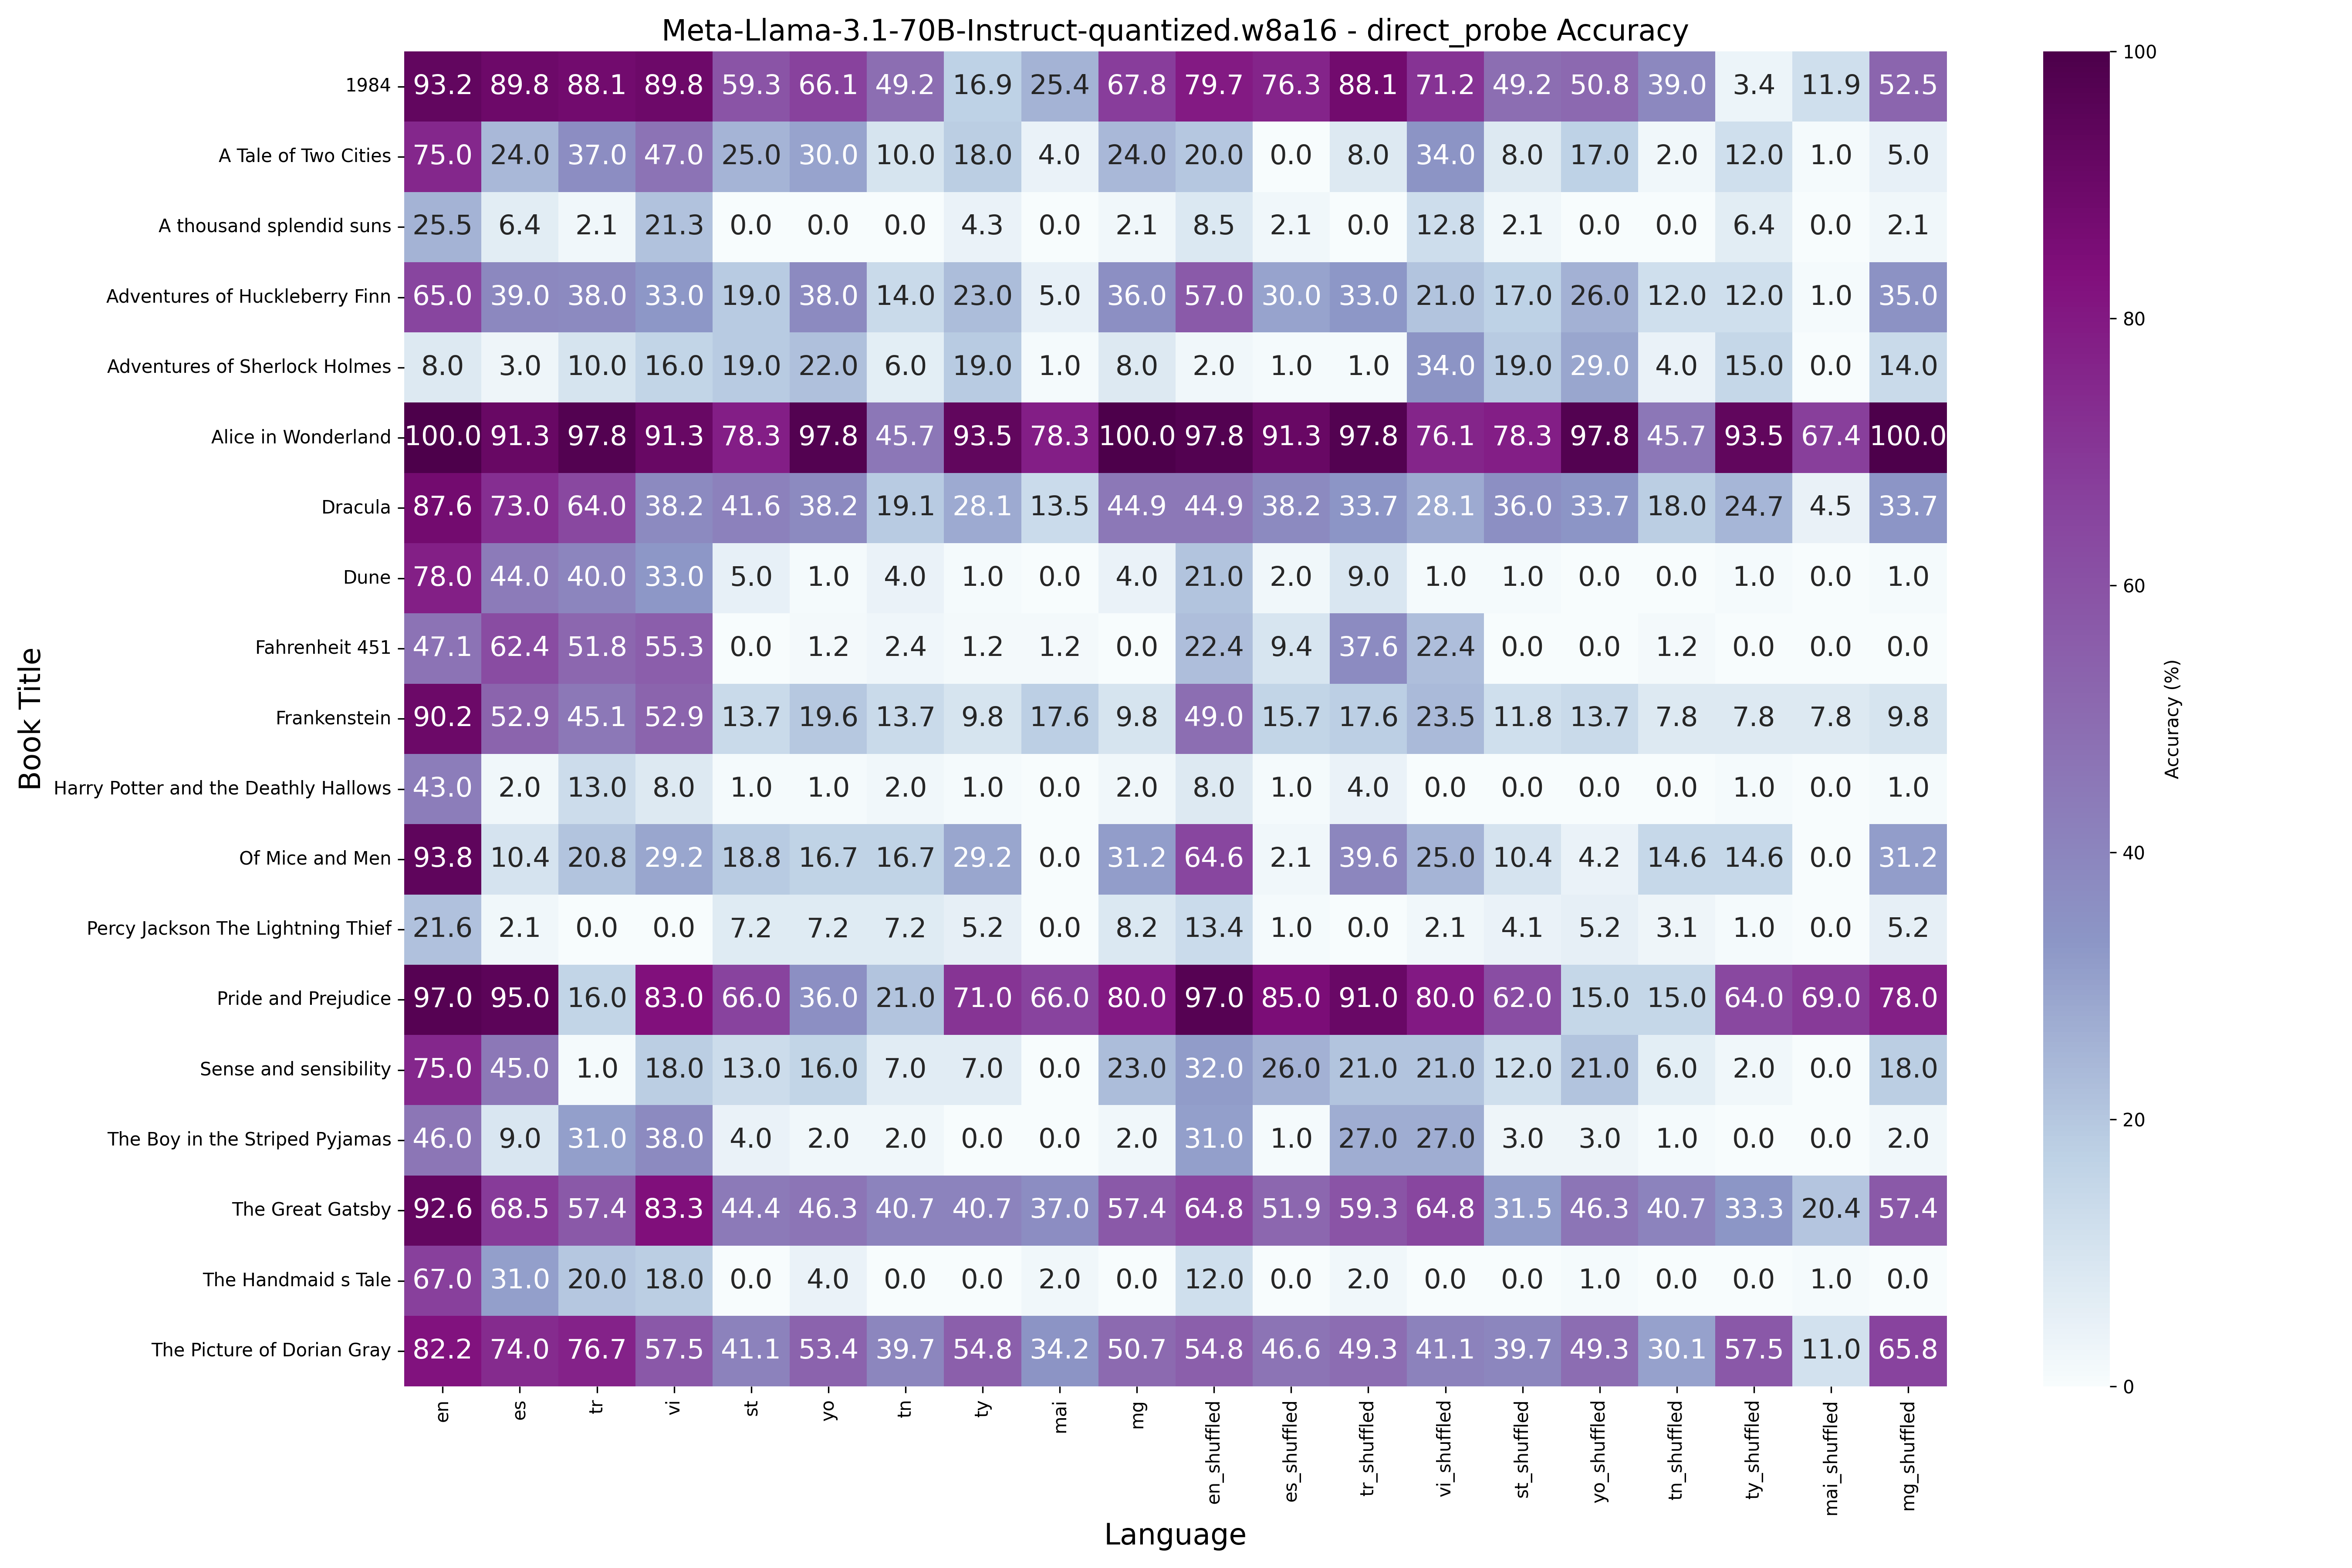 Meta-Llama-3.1-70B-Instruct-quantized.w8a16 - direct_probe Accuracy
1984 93.2 89.8 88.1 89.8 59.3 66.1 49.2 16.9 25.4 67.8 79.7 76.3 88.1 71.2 49.2 50.8 39.0 3.4 11.9 52.5
A Tale of Two Cities 75.0 24.0 37.0 47.0 25.0 30.0 10.0 18.0 4.0 24.0 20.0 0.0 8.0 34.0 8.0 17.0 2.0 12.0 1.0 5.0
A thousand splendid suns 25.5 6.4 2.1 21.3 0.0 0.0 0.0 4.3 0.0 2.1 8.5 2.1 0.0 12.8 2.1 0.0 0.0 6.4 0.0 2.1
Adventures of Huckleberry Finn 65.0 39.0 38.0 33.0 19.0 38.0 14.0 23.0 5.0 36.0 57.0 30.0 33.0 21.0 17.0 26.0 12.0 12.0 1.0 35.0
Adventures of Sherlock Holmes 8.0 3.0 10.0 16.0 19.0 22.0 6.0 19.0 1.0 8.0 2.0 1.0 1.0 34.0 19.0 29.0 4.0 15.0 0.0 14.0
Alice in Wonderland 100.0 91.3 97.8 91.3 78.3 97.8 45.7 93.5 78.3 100.0 97.8 91.3 97.8 76.1 78.3 97.8 45.7 93.5 67.4 100.0
Dracula 87.6 73.0 64.0 38.2 41.6 38.2 19.1 28.1 13.5 44.9 44.9 38.2 33.7 28.1 36.0 33.7 18.0 24.7 4.5 33.7
Dune 78.0 44.0 40.0 33.0 5.0 1.0 4.0 1.0 0.0 4.0 21.0 2.0 9.0 1.0 1.0 0.0 0.0 1.0 0.0 1.0
Fahrenheit 451 47.1 62.4 51.8 55.3 0.0 1.2 2.4 1.2 1.2 0.0 22.4 9.4 37.6 22.4 0.0 0.0 1.2 0.0 0.0 0.0
Frankenstein 90.2 52.9 45.1 52.9 13.7 19.6 13.7 9.8 17.6 9.8 49.0 15.7 17.6 23.5 11.8 13.7 7.8 7.8 7.8 9.8
Harry Potter and the Deathly Hallows 43.0 2.0 13.0 8.0 1.0 1.0 2.0 1.0 0.0 2.0 8.0 1.0 4.0 0.0 0.0 0.0 0.0 1.0 0.0 1.0
Of Mice and Men 93.8 10.4 20.8 29.2 18.8 16.7 16.7 29.2 0.0 31.2 64.6 2.1 39.6 25.0 10.4 4.2 14.6 14.6 0.0 31.2
Percy Jackson The Lightning Thief 21.6 2.1 0.0 0.0 7.2 7.2 7.2 5.2 0.0 8.2 13.4 1.0 0.0 2.1 4.1 5.2 3.1 1.0 0.0 5.2
Pride and Prejudice 97.0 95.0 16.0 83.0 66.0 36.0 21.0 71.0 66.0 80.0 97.0 85.0 91.0 80.0 62.0 15.0 15.0 64.0 69.0 78.0
Sense and sensibility 75.0 45.0 1.0 18.0 13.0 16.0 7.0 7.0 0.0 23.0 32.0 26.0 21.0 21.0 12.0 21.0 6.0 2.0 0.0 18.0
The Boy in the Striped Pyjamas 46.0 9.0 31.0 38.0 4.0 2.0 2.0 0.0 0.0 2.0 31.0 1.0 27.0 27.0 3.0 3.0 1.0 0.0 0.0 2.0
The Great Gatsby 92.6 68.5 57.4 83.3 44.4 46.3 40.7 40.7 37.0 57.4 64.8 51.9 59.3 64.8 31.5 46.3 40.7 33.3 20.4 57.4
The Handmaid s Tale 67.0 31.0 20.0 18.0 0.0 4.0 0.0 0.0 2.0 0.0 12.0 0.0 2.0 0.0 0.0 1.0 0.0 0.0 1.0 0.0
The Picture of Dorian Gray 82.2 74.0 76.7 57.5 41.1 53.4 39.7 54.8 34.2 50.7 54.8 46.6 49.3 41.1 39.7 49.3 30.1 57.5 11.0 65.8
en es tr vi st yo tn ty mai mg en_shuffled es_shuffled tr_shuffled vi_shuffled st_shuffled yo_shuffled tn_shuffled ty_shuffled mai_shuffled mg_shuffled
Language
Book Title
100
80
60
40
20
0
Accuracy (%)